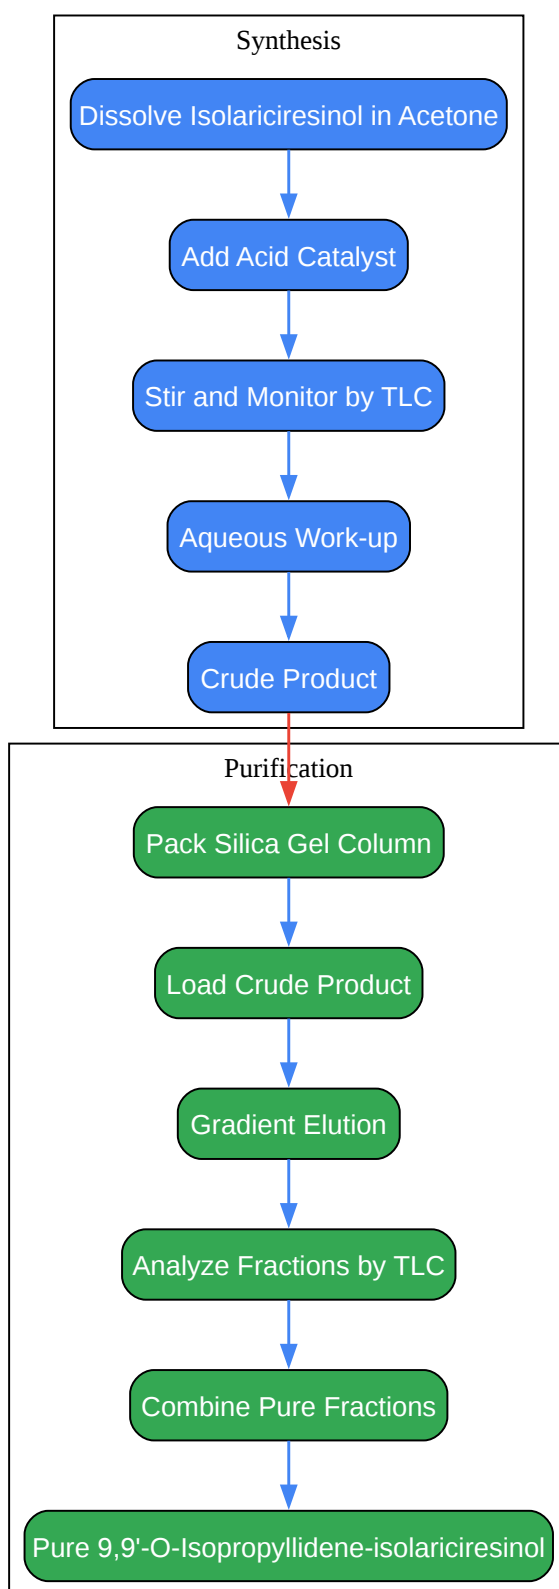 Synthesis
Dissolve Isolariciresinol in Acetone
Add Acid Catalyst
Stir and Monitor by TLC
Aqueous Work-up
Crude Product
Purification
Pack Silica Gel Column
Load Crude Product
Gradient Elution
Analyze Fractions by TLC
Combine Pure Fractions
Pure 9,9'-O-Isopropyllidene-isolariciresinol